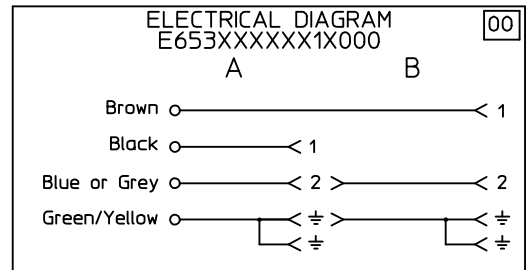 ELECTRICAL DIAGRAM
00
E653XXXXXX1X000
A B
Brown 1
Black 1
Blue or Grey 2 2
Green/Yellow